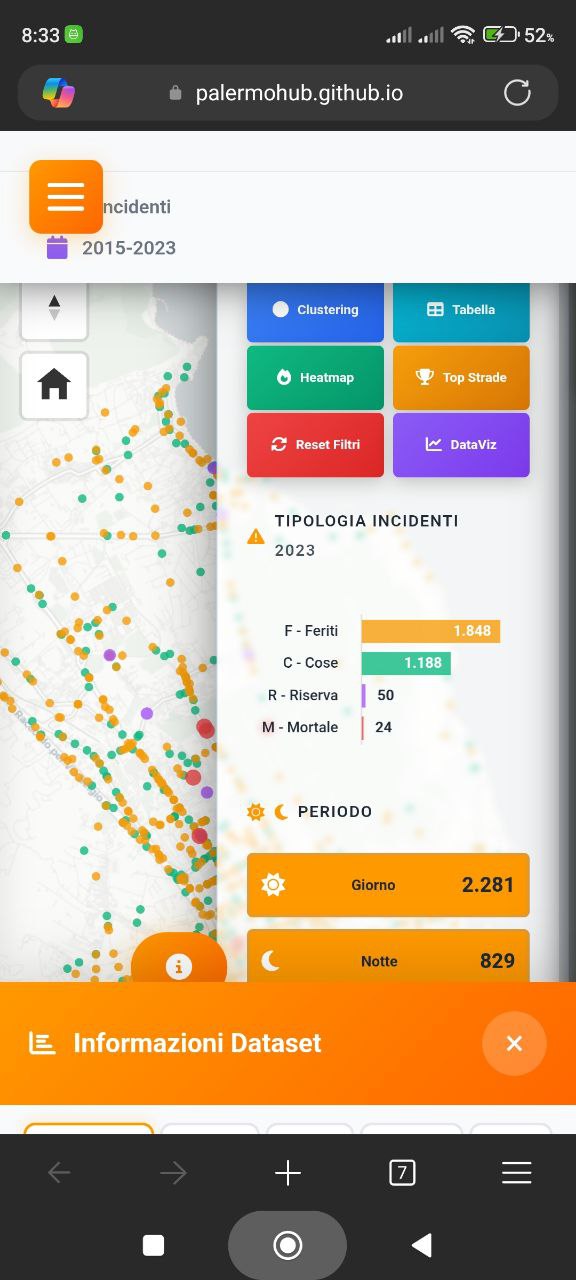 8:33
52%
palermohub.github.io
ncidenti
2015-2023
Clustering
Tabella
Heatmap
Top Strade
Reset Filtri
DataViz
TIPOLOGIA INCIDENTI
2023
F - Feriti 1.848
C - Cose 1.188
R - Riserva 50
M - Mortale 24
PERIODO
Giorno 2.281
Notte 829
Informazioni Dataset
7